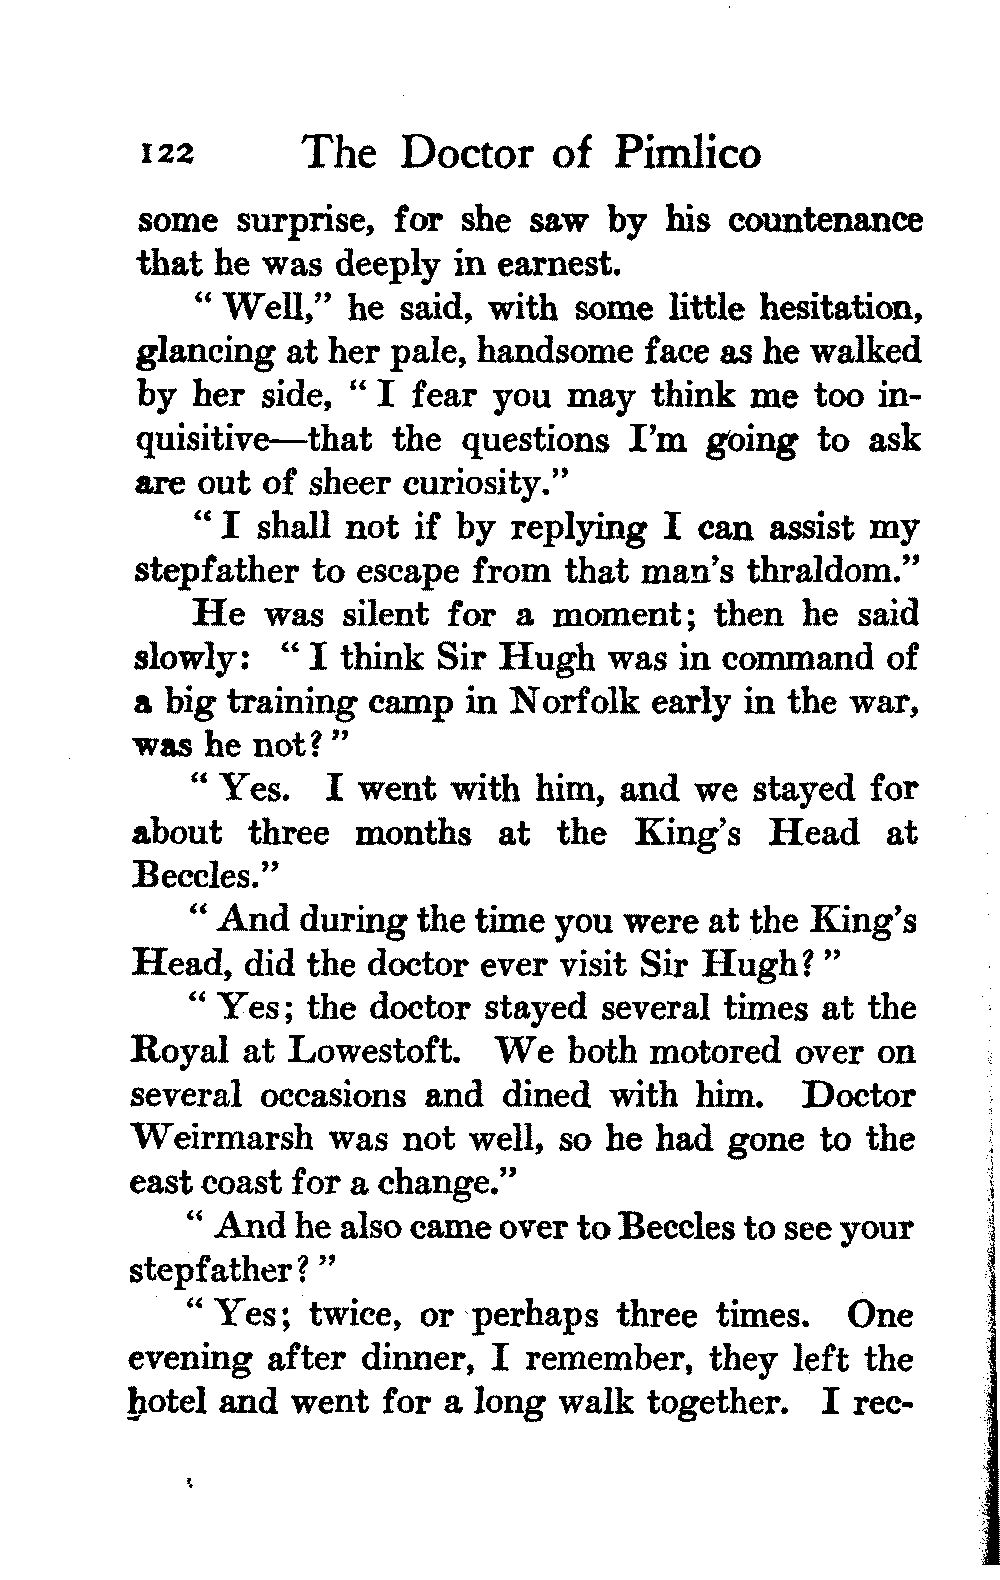 122 The Doctor of Pimlico
some surprise, for she saw by his countenance
that he was deeply in earnest.
“ Well,” he said, with some little hesitation,
glancing at her pale, handsome face as he walked
by her side, “ I fear you may think me too in-
quisitive—that the questions I’m going to ask
are out of sheer curiosity.”
“ I shall not if by replying I can assist my
stepfather to escape from that man’s thraldom.”
He was silent for a moment; then he said
slowly: “ I think Sir Hugh was in command of
a big training camp in Norfolk early in the war,
was he not? ”
“ Yes. I went with him, and we stayed for
about three months at the King’s Head at
Beccles.”
“ And during the time you were at the King’s
Head, did the doctor ever visit Sir Hugh? ”
“ Yes; the doctor stayed several times at the
Royal at Lowestoft. We both motored over on
several occasions and dined with him. Doctor
Weirmarsh was not well, so he had gone to the
east coast for a change.”
“ And he also came over to Beccles to see your
stepfather? ”
“ Yes; twice, or perhaps three times. One
evening after dinner, I remember, they left the
hotel and went for a long walk together. I rec-